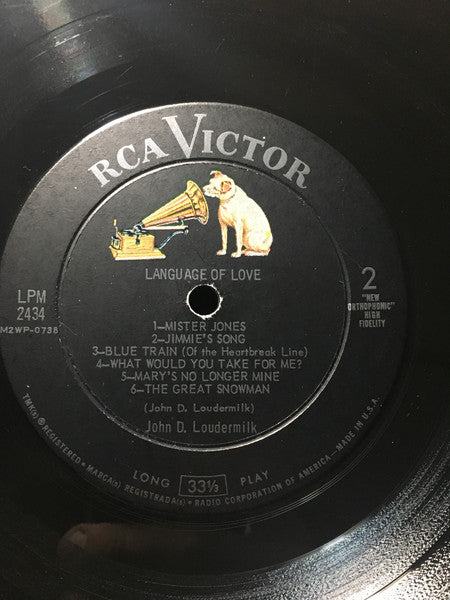 RCA VICTOR
LANGUAGE OF LOVE
LPM
2434
M2WP-0738
2
"NEW
ORTHOPHONIC"
HIGH
FIDELITY
1—MISTER JONES
2—JIMMIE'S SONG
3—BLUE TRAIN (Of the Heartbreak Line)
4—WHAT WOULD YOU TAKE FOR ME?
5—MARY'S NO LONGER MINE
6—THE GREAT SNOWMAN
(John D. Loudermilk)
John D. Loudermilk
LONG 33⅓ PLAY
TMK(s) ® REGISTERED • MARCA(s) REGISTRADA(s) • RADIO CORPORATION OF AMERICA—MADE IN U.S.A.